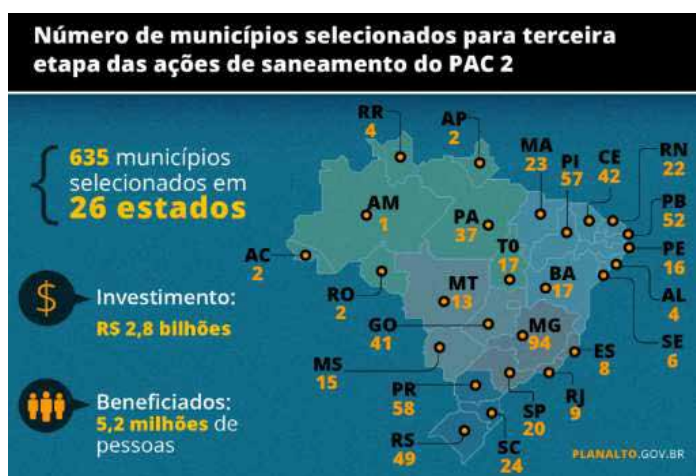 Número de municípios selecionados para terceira
etapa das ações de saneamento do PAC 2
635 municípios
selecionados em
26 estados
Investimento:
R$ 2,8 bilhões
Beneficiados:
5,2 milhões de
pessoas
RR
4
AP
2
MA
23
PI
57
CE
42
RN
22
PB
52
PE
16
AL
4
SE
6
AM
1
PA
37
TO
17
BA
17
AC
2
RO
2
MT
13
GO
41
MG
94
ES
8
MS
15
PR
58
SP
20
RJ
9
RS
49
SC
24
PLANALTO.GOV.BR